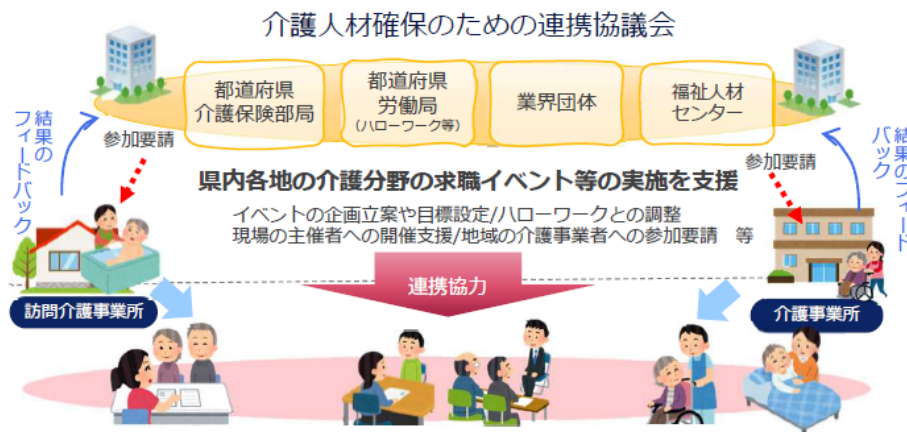 介護人材確保のための連携協議会
都道府県
介護保険部局
都道府県
労働局
(ハローワーク等)
業界団体
福祉人材
センター
結果の
フィードバック
参加要請
参加要請
結果のフィード
バック
県内各地の介護分野の求職イベント等の実施を支援
イベントの企画立案や目標設定/ハローワークとの調整
現場の主催者への開催支援/地域の介護事業者への参加要請 等
連携協力
訪問介護事業所
介護事業所